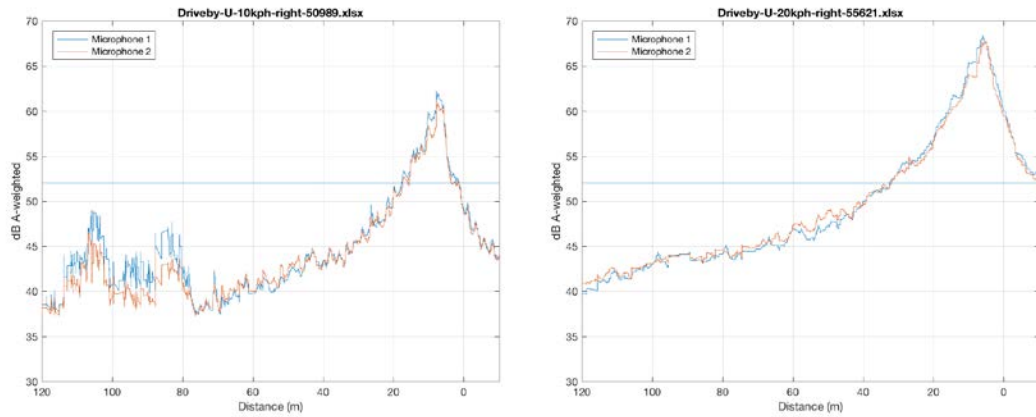 Driveby-U-10kph-right-50989.xlsx
Microphone 1
Microphone 2
70
65
60
55
50
45
40
35
30
dB A-weighted
120 100 80 60 40 20 0
Distance (m)
Driveby-U-20kph-right-55621.xlsx
Microphone 1
Microphone 2
70
65
60
55
50
45
40
35
30
dB A-weighted
120 100 80 60 40 20 0
Distance (m)